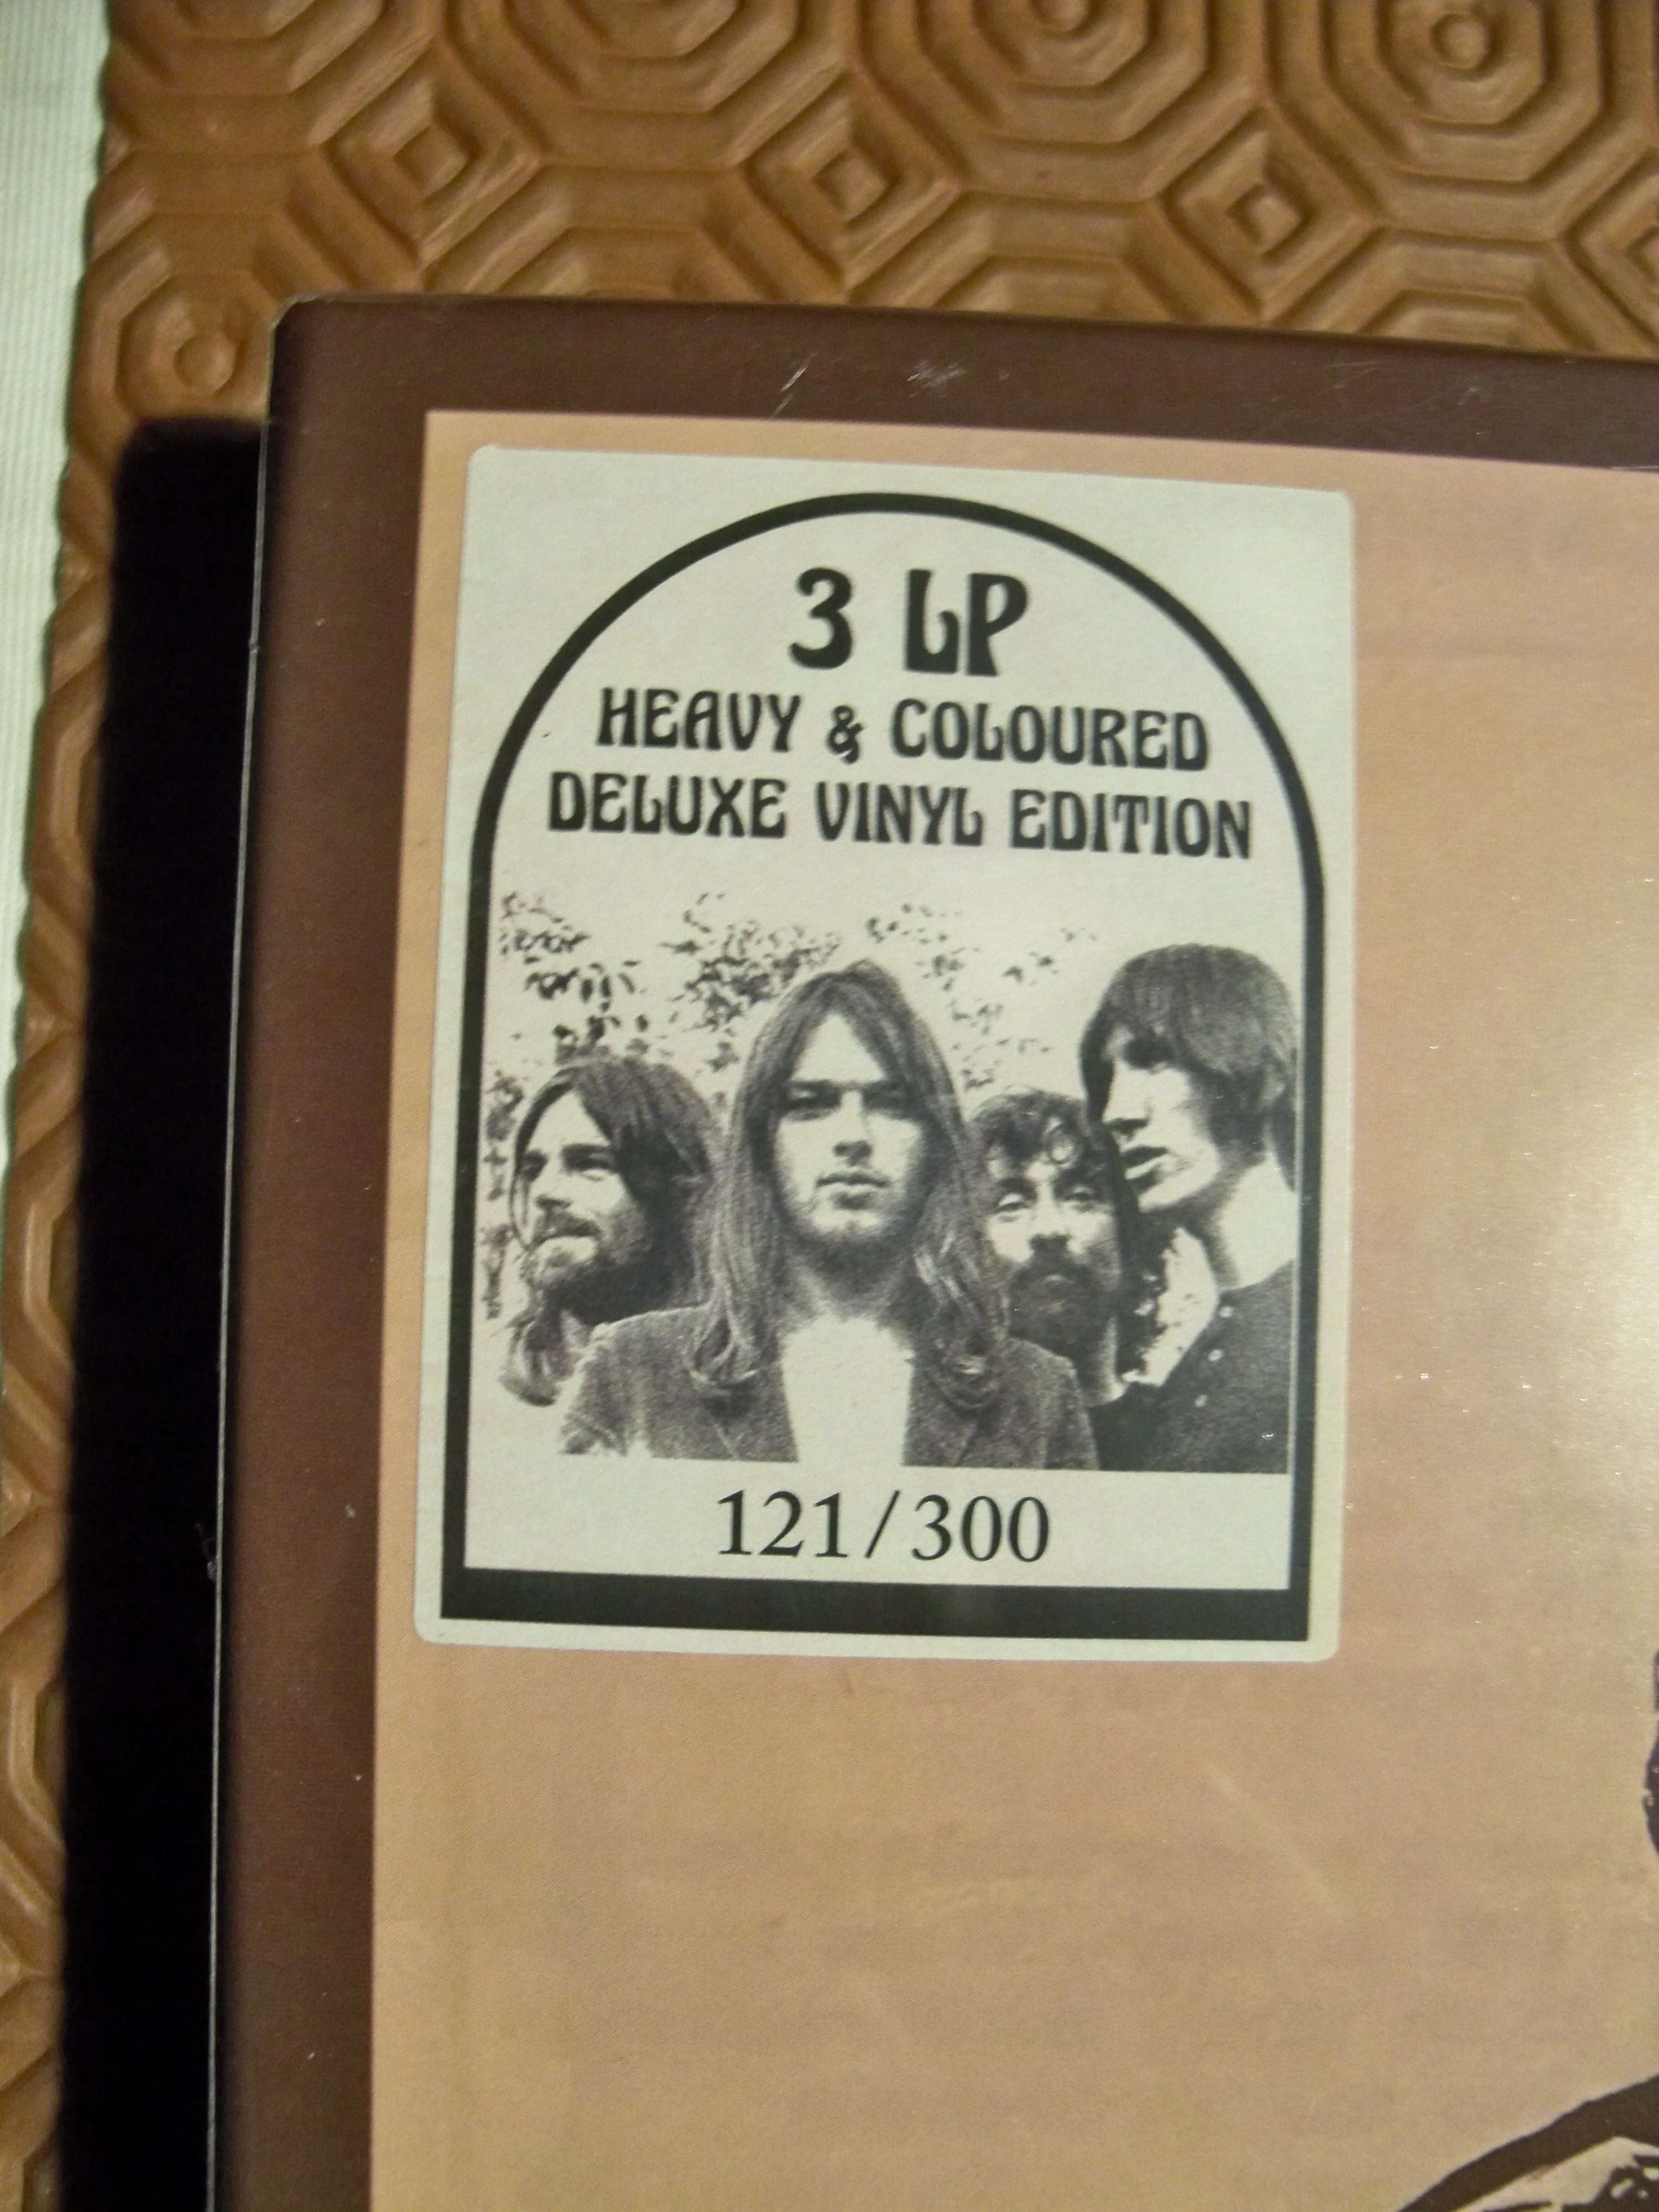 3 LP
HEAVY & COLOURED
DELUXE VINYL EDITION
121/300